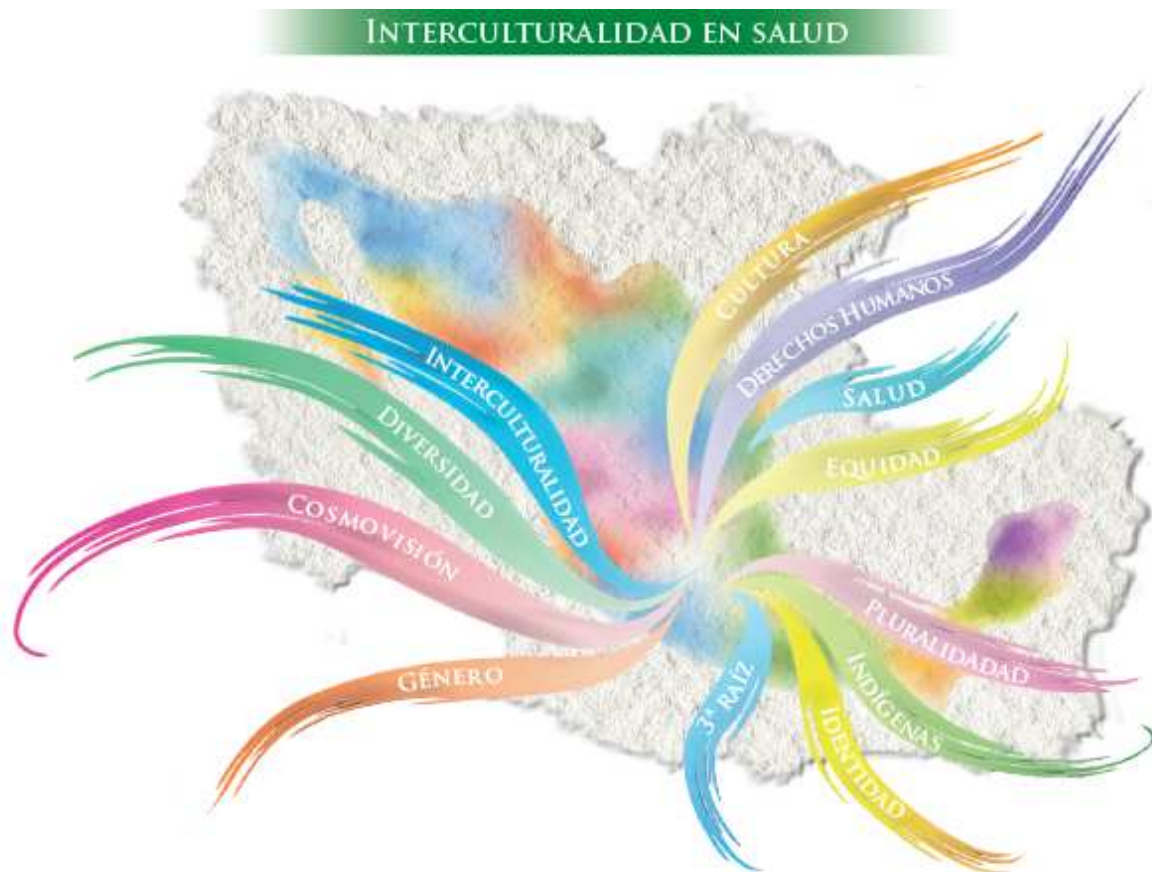 INTERCULTURALIDAD EN SALUD
CULTURA
DERECHOS HUMANOS
SALUD
EQUIDAD
INTERCULTURALIDAD
DIVERSIDAD
COSMOVISIÓN
GÉNERO
3ª RAÍZ
IDENTIDAD
INDÍGENAS
PLURALIDADAD